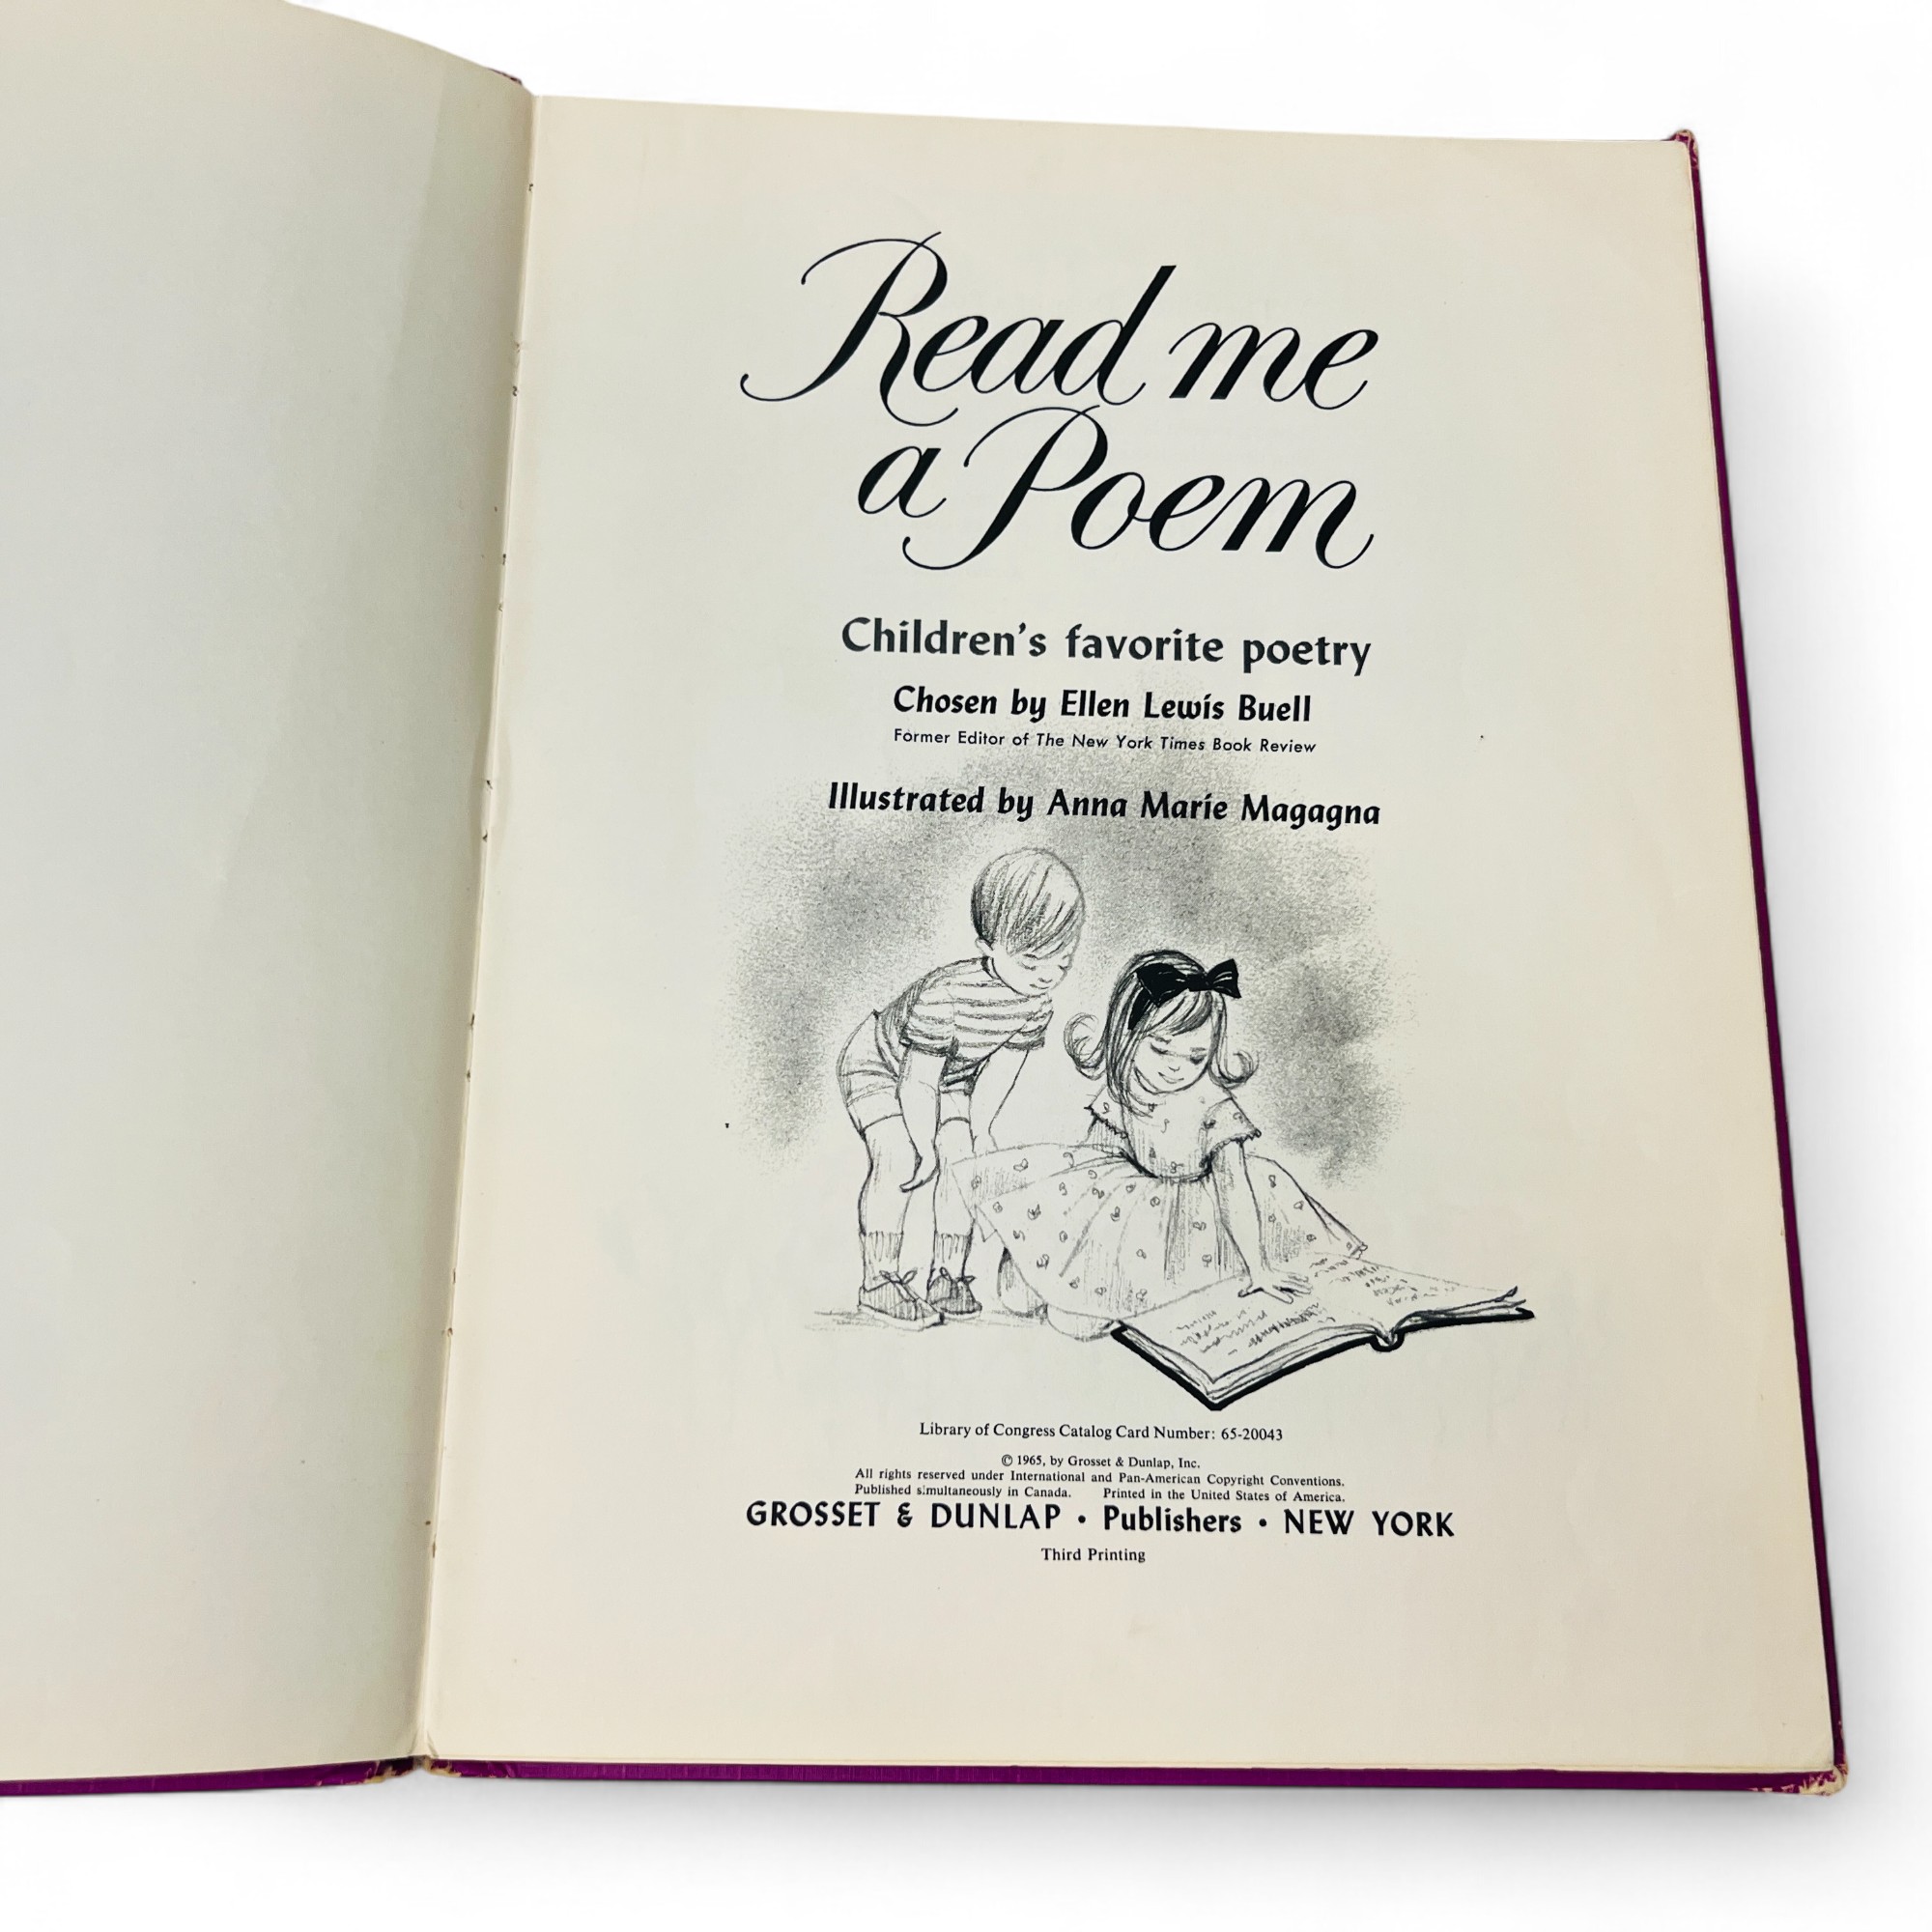 Read me
a Poem
Children's favorite poetry
Chosen by Ellen Lewis Buell
Former Editor of The New York Times Book Review
Illustrated by Anna Marie Magagna
Library of Congress Catalog Card Number: 65-20043
© 1965, by Grosset & Dunlap, Inc.
All rights reserved under International and Pan-American Copyright Conventions.
Published simultaneously in Canada. Printed in the United States of America.
GROSSET & DUNLAP • Publishers • NEW YORK
Third Printing